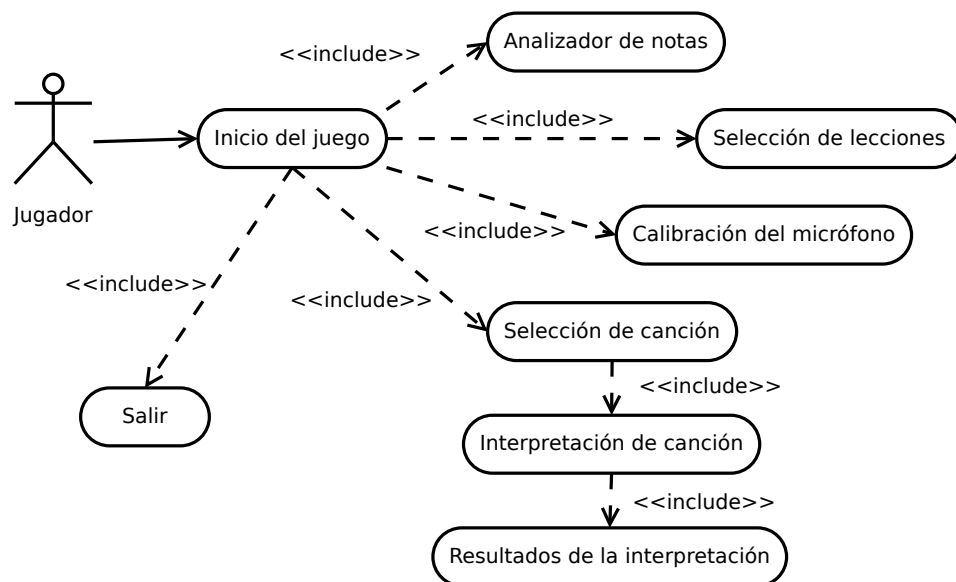 Analizador de notas
<<include>>
<<include>>
Inicio del juego
Selección de lecciones
Jugador
<<include>>
Calibración del micrófono
<<include>>
<<include>>
Selección de canción
<<include>>
Salir
Interpretación de canción
<<include>>
Resultados de la interpretación